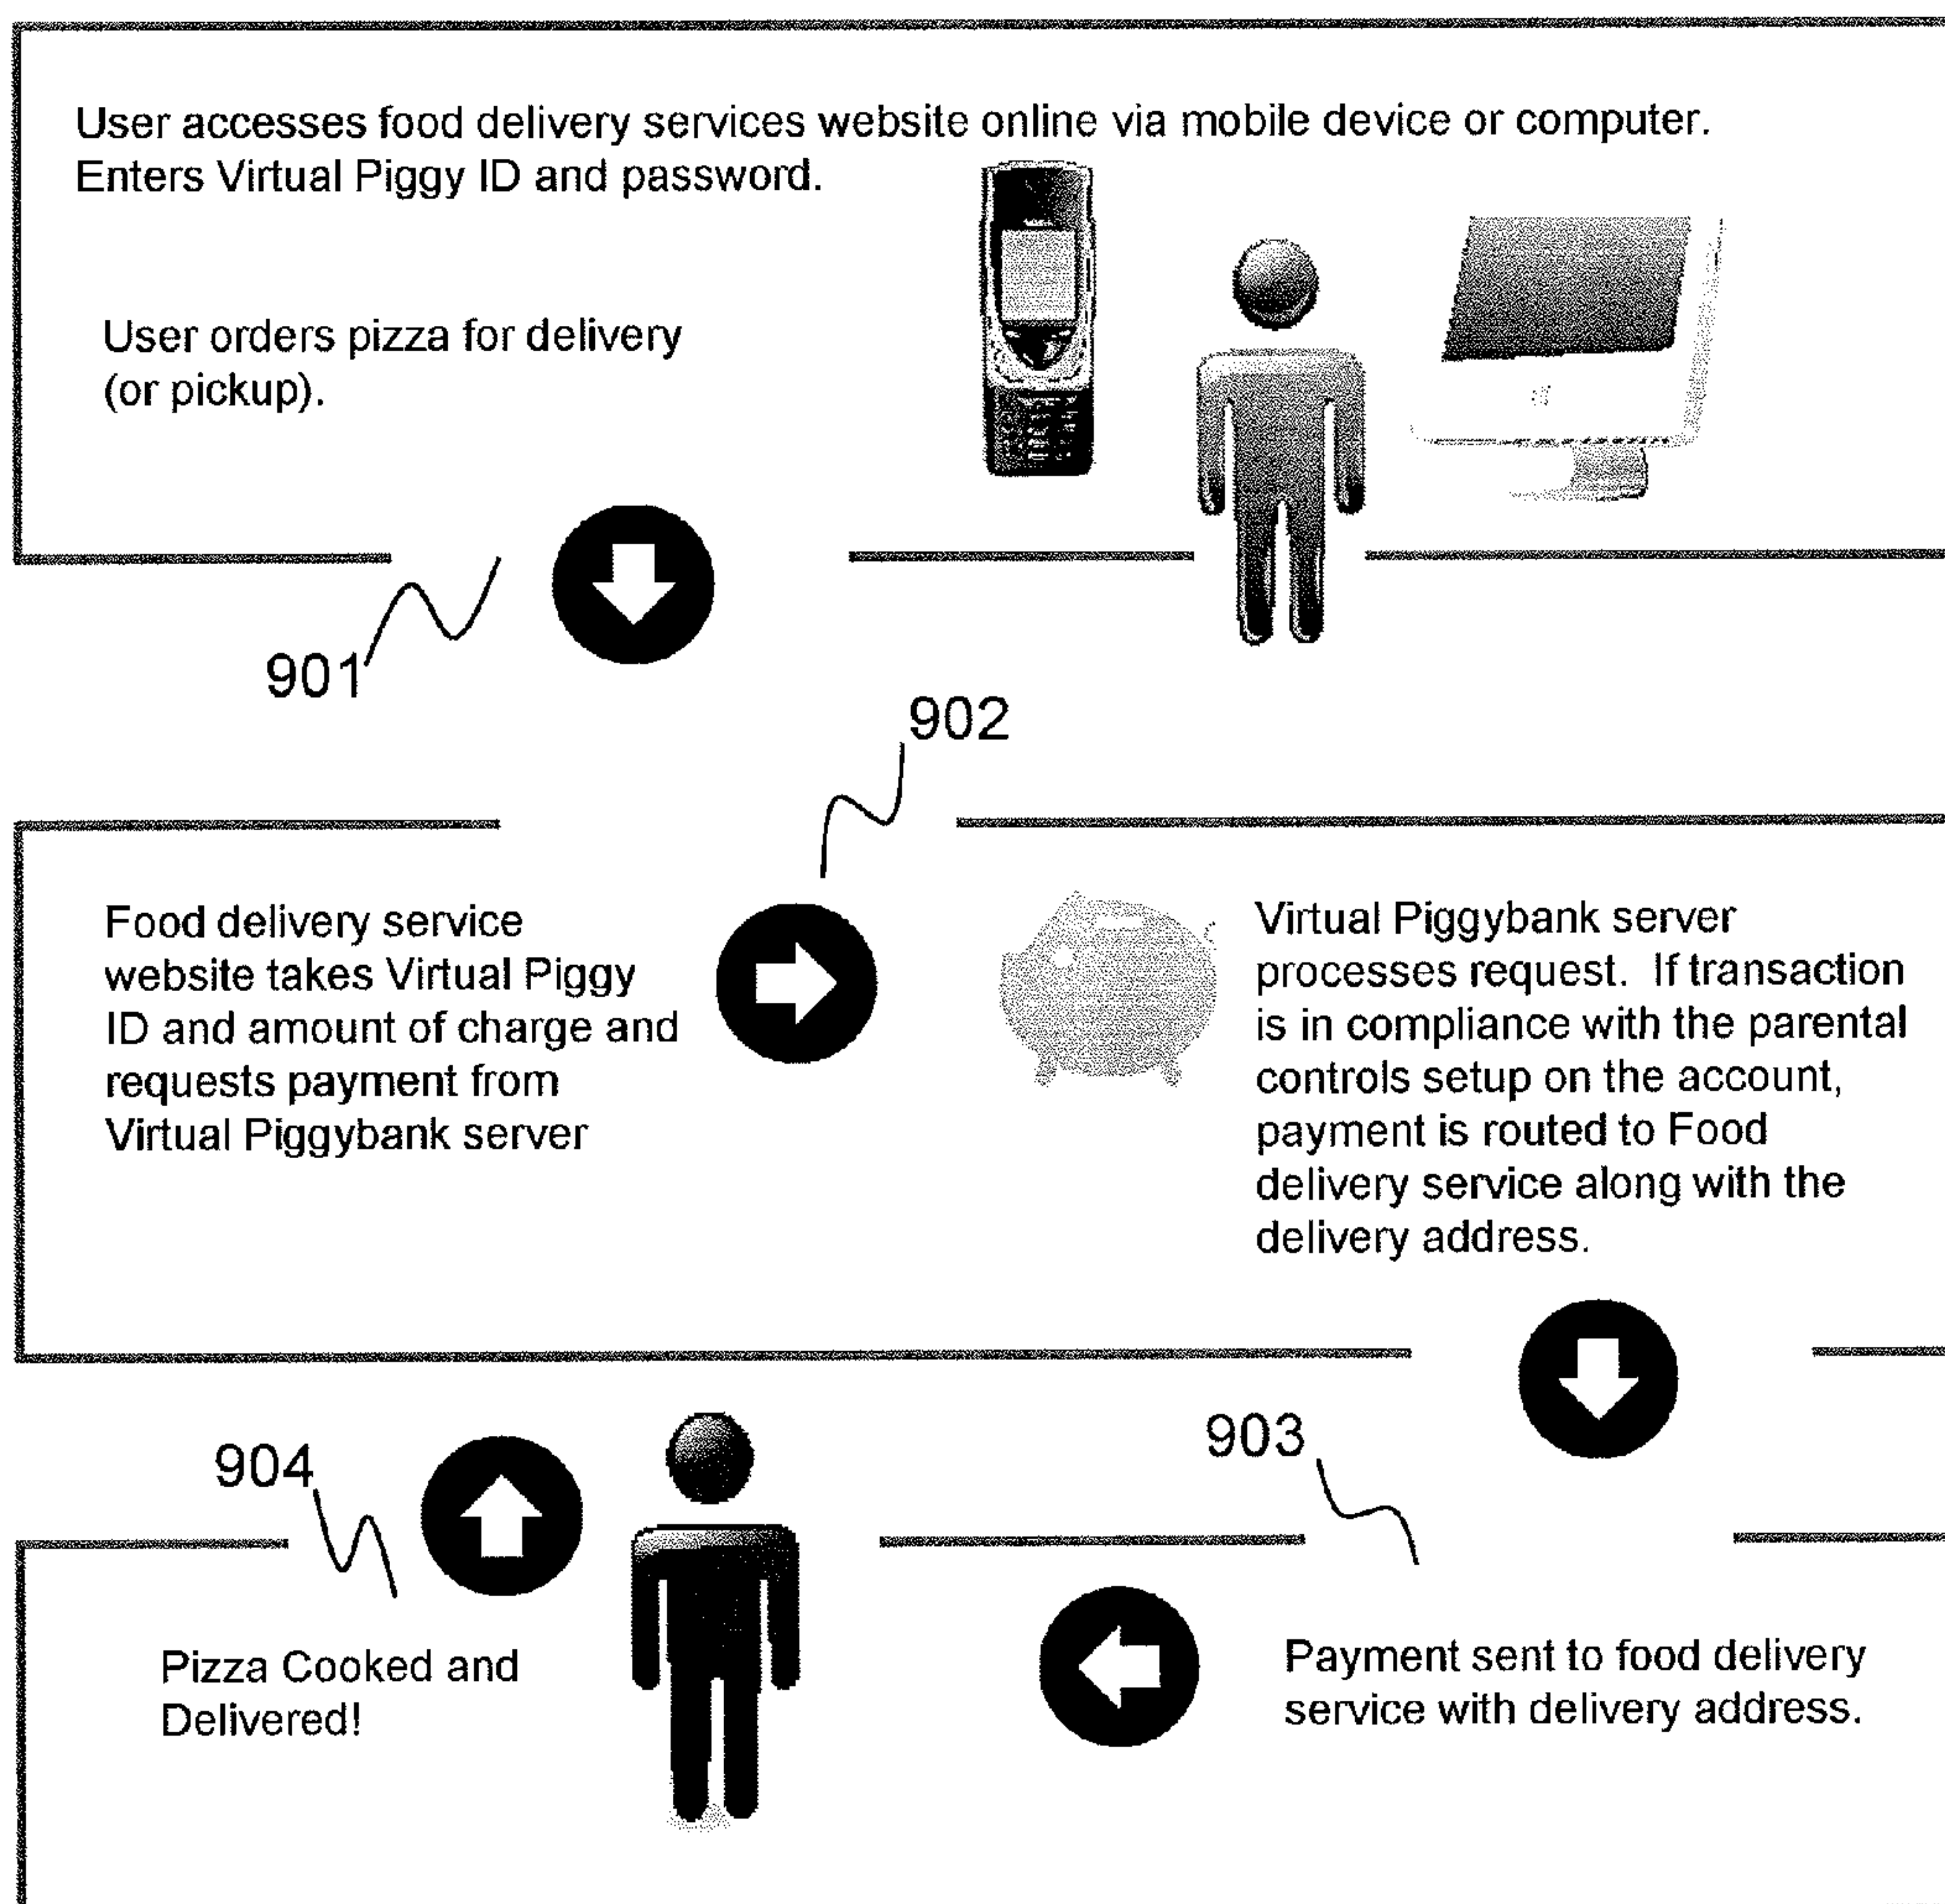 User accesses food delivery services website online via mobile device or computer.
Enters Virtual Piggy ID and password.
User orders pizza for delivery
(or pickup).
901
902
Food delivery service
website takes Virtual Piggy
ID and amount of charge and
requests payment from
Virtual Piggybank server
Virtual Piggybank server
processes request. If transaction
is in compliance with the parental
controls setup on the account,
payment is routed to Food
delivery service along with the
delivery address.
903
904
Payment sent to food delivery
service with delivery address.
Pizza Cooked and
Delivered!